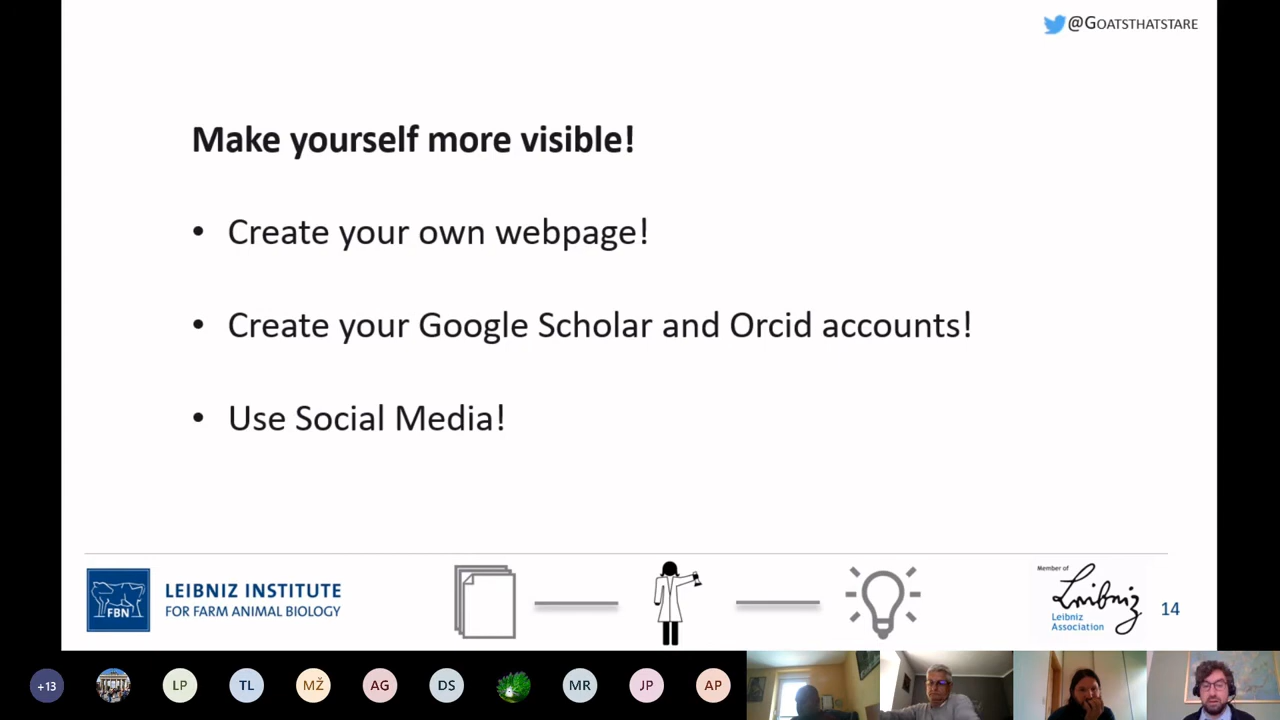 @GOATSTHATSTARE
Make yourself more visible!
• Create your own webpage!
• Create your Google Scholar and Orcid accounts!
• Use Social Media!
FBN
LEIBNIZ INSTITUTE
FOR FARM ANIMAL BIOLOGY
Member of
Leibniz
Leibniz
Association
14
+13
LP
TL
MŽ
AG
DS
MR
JP
AP